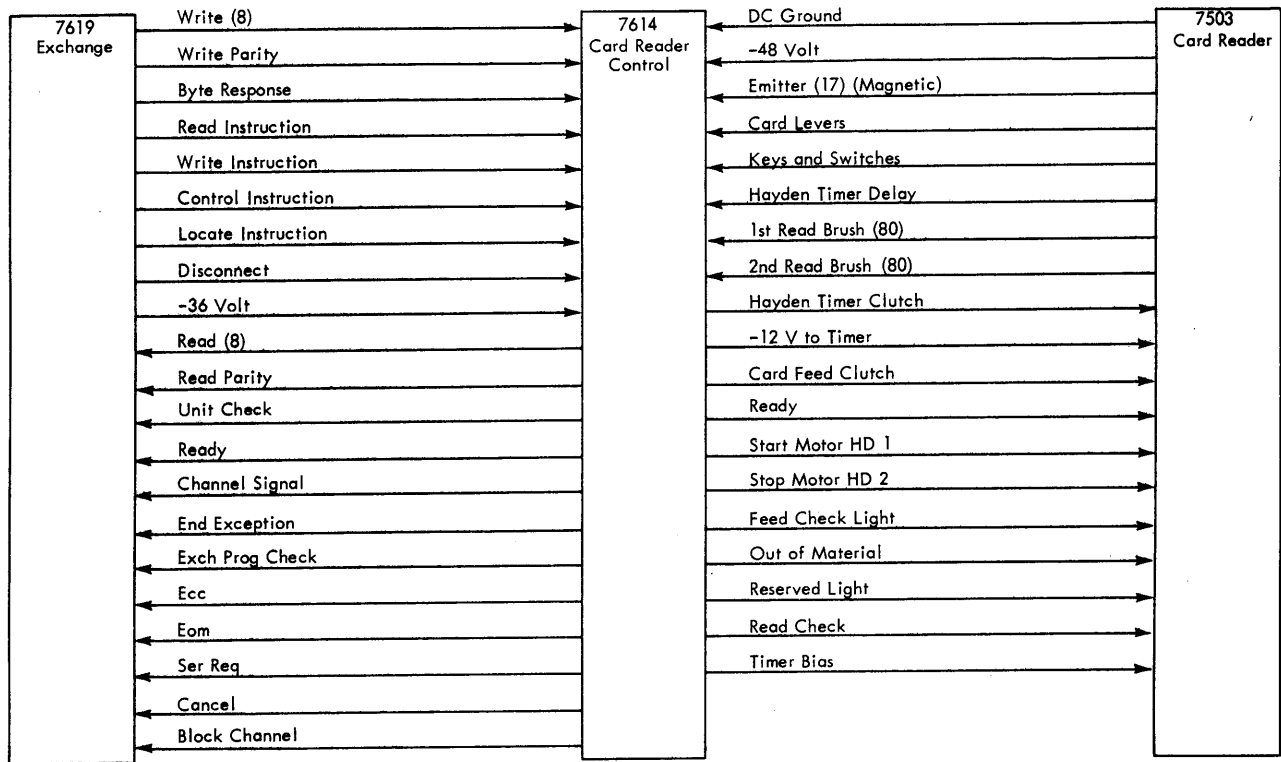 7619
Exchange
Write (8)
Write Parity
Byte Response
Read Instruction
Write Instruction
Control Instruction
Locate Instruction
Disconnect
-36 Volt
Read (8)
Read Parity
Unit Check
Ready
Channel Signal
End Exception
Exch Prog Check
Ecc
Eom
Ser Req
Cancel
Block Channel
7614
Card Reader
Control
DC Ground
-48 Volt
Emitter (17) (Magnetic)
Card Levers
Keys and Switches
Hayden Timer Delay
1st Read Brush (80)
2nd Read Brush (80)
Hayden Timer Clutch
-12 V to Timer
Card Feed Clutch
Ready
Start Motor HD 1
Stop Motor HD 2
Feed Check Light
Out of Material
Reserved Light
Read Check
Timer Bias
7503
Card Reader